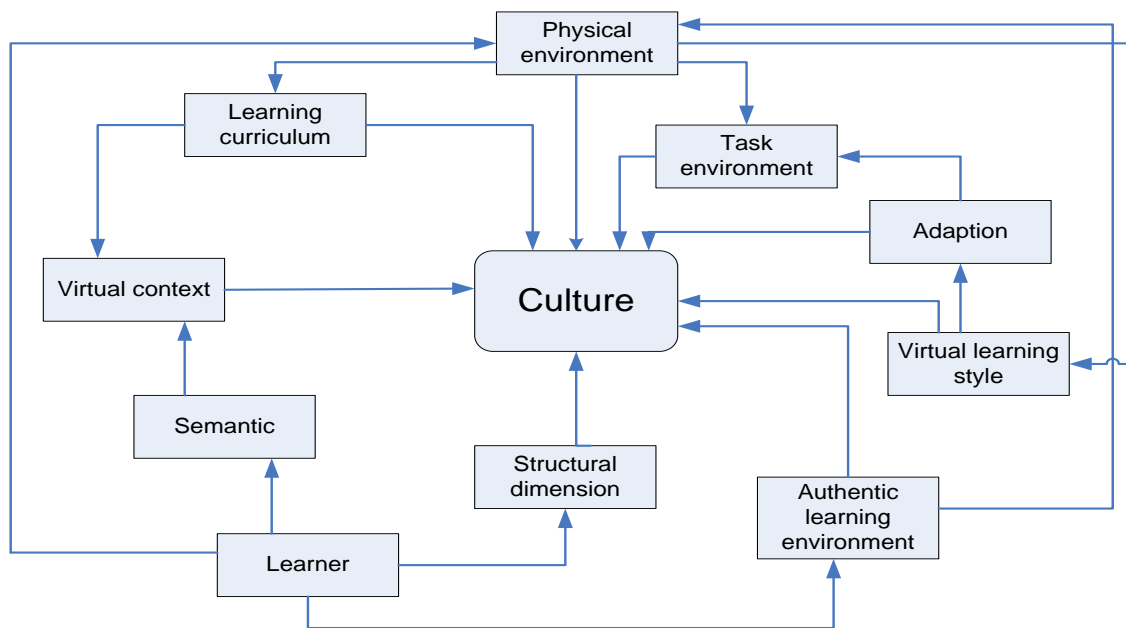 Physical
environment
Learning
curriculum
Task
environment
Adaption
Virtual context
Culture
Virtual learning
style
Semantic
Structural
dimension
Authentic
learning
environment
Learner